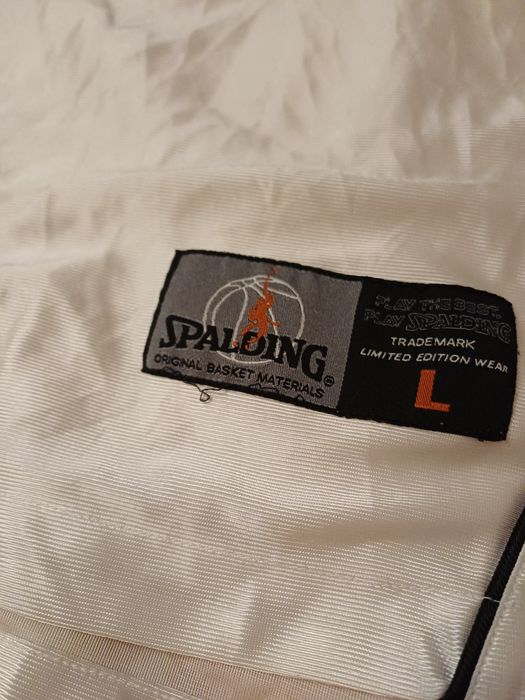 SPALDING
ORIGINAL BASKET MATERIALS
PLAY THE BEST
PLAY SPALDING
TRADEMARK
LIMITED EDITION WEAR
L